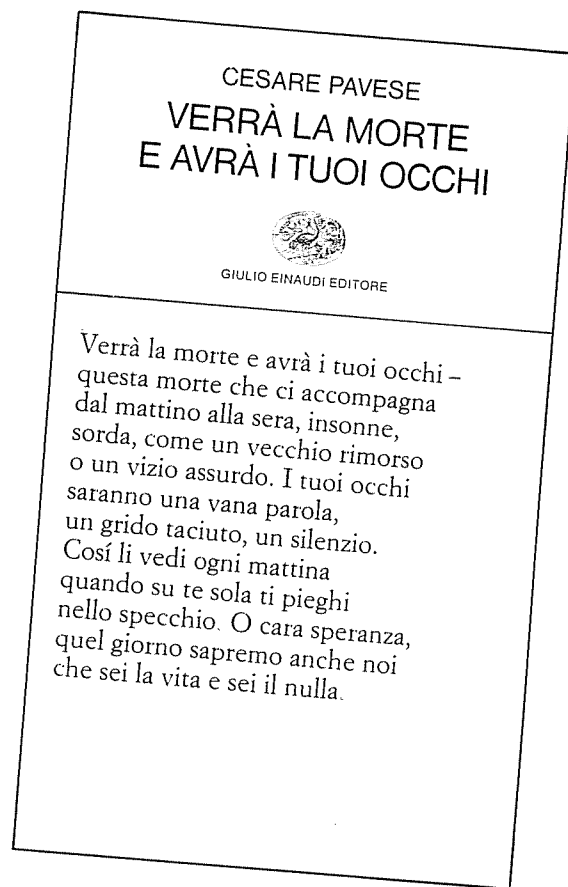 CESARE PAVESE
VERRÀ LA MORTE
E AVRÀ I TUOI OCCHI
GIULIO EINAUDI EDITORE
Verrà la morte e avrà i tuoi occhi –
questa morte che ci accompagna
dal mattino alla sera, insonne,
sorda, come un vecchio rimorso
o un vizio assurdo. I tuoi occhi
saranno una vana parola,
un grido taciuto, un silenzio.
Cosí li vedi ogni mattina
quando su te sola ti pieghi
nello specchio. O cara speranza,
quel giorno sapremo anche noi
che sei la vita e sei il nulla.